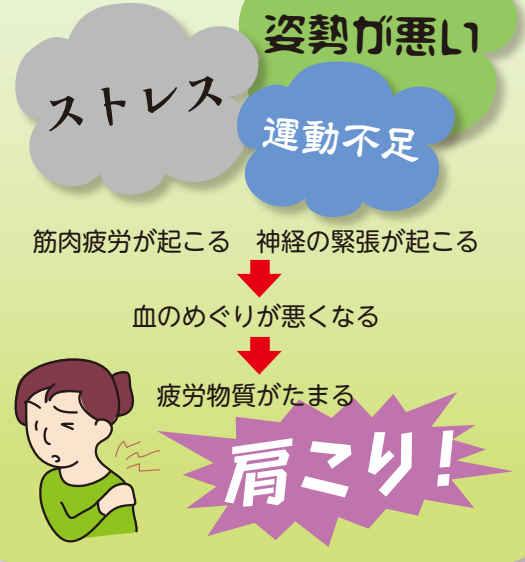 姿勢が悪い
ストレス
運動不足
筋肉疲労が起こる　神経の緊張が起こる
血のめぐりが悪くなる
疲労物質がたまる
肩こり！